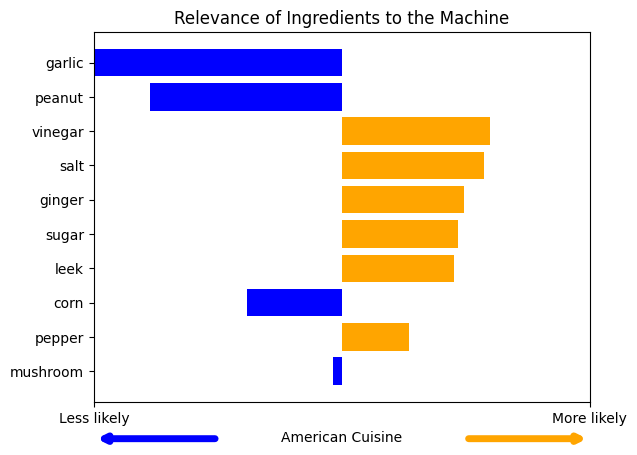 Relevance of Ingredients to the Machine
garlic
peanut
vinegar
salt
ginger
sugar
leek
corn
pepper
mushroom
Less likely
More likely
American Cuisine